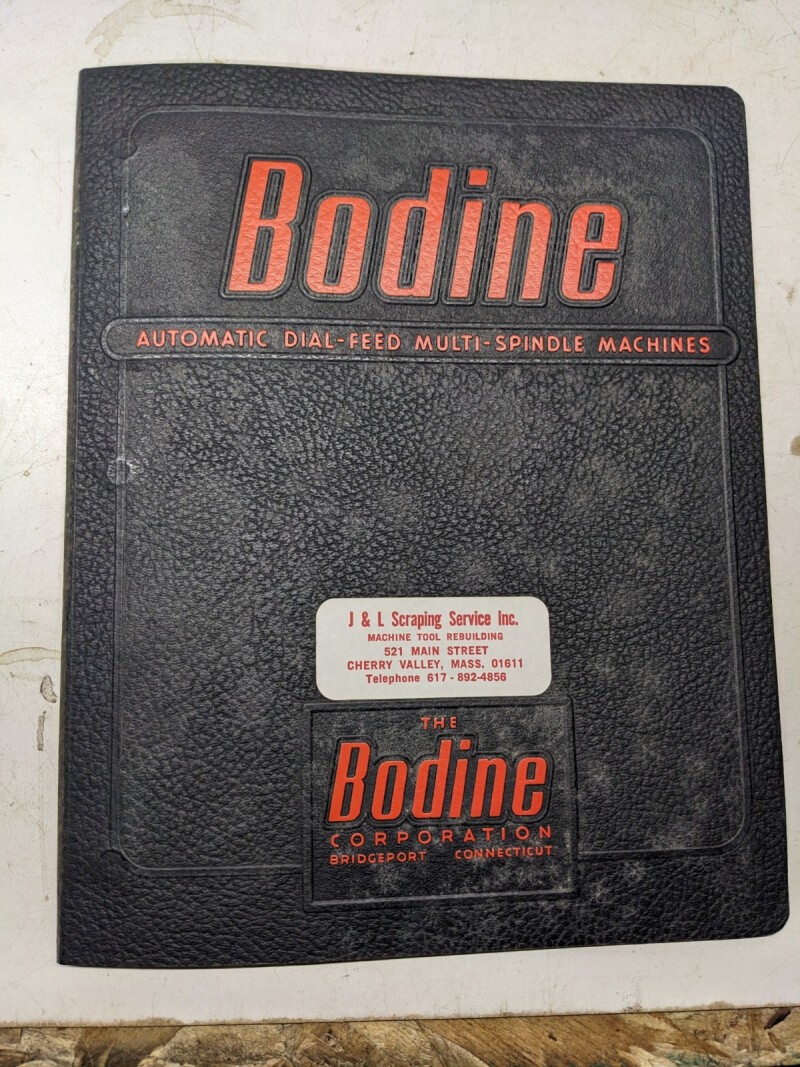 Bodine
AUTOMATIC DIAL-FEED MULTI-SPINDLE MACHINES
J & L Scraping Service Inc.
MACHINE TOOL REBUILDING
521 MAIN STREET
CHERRY VALLEY, MASS. 01611
Telephone 617 - 892-4856
THE
Bodine
CORPORATION
BRIDGEPORT CONNECTICUT